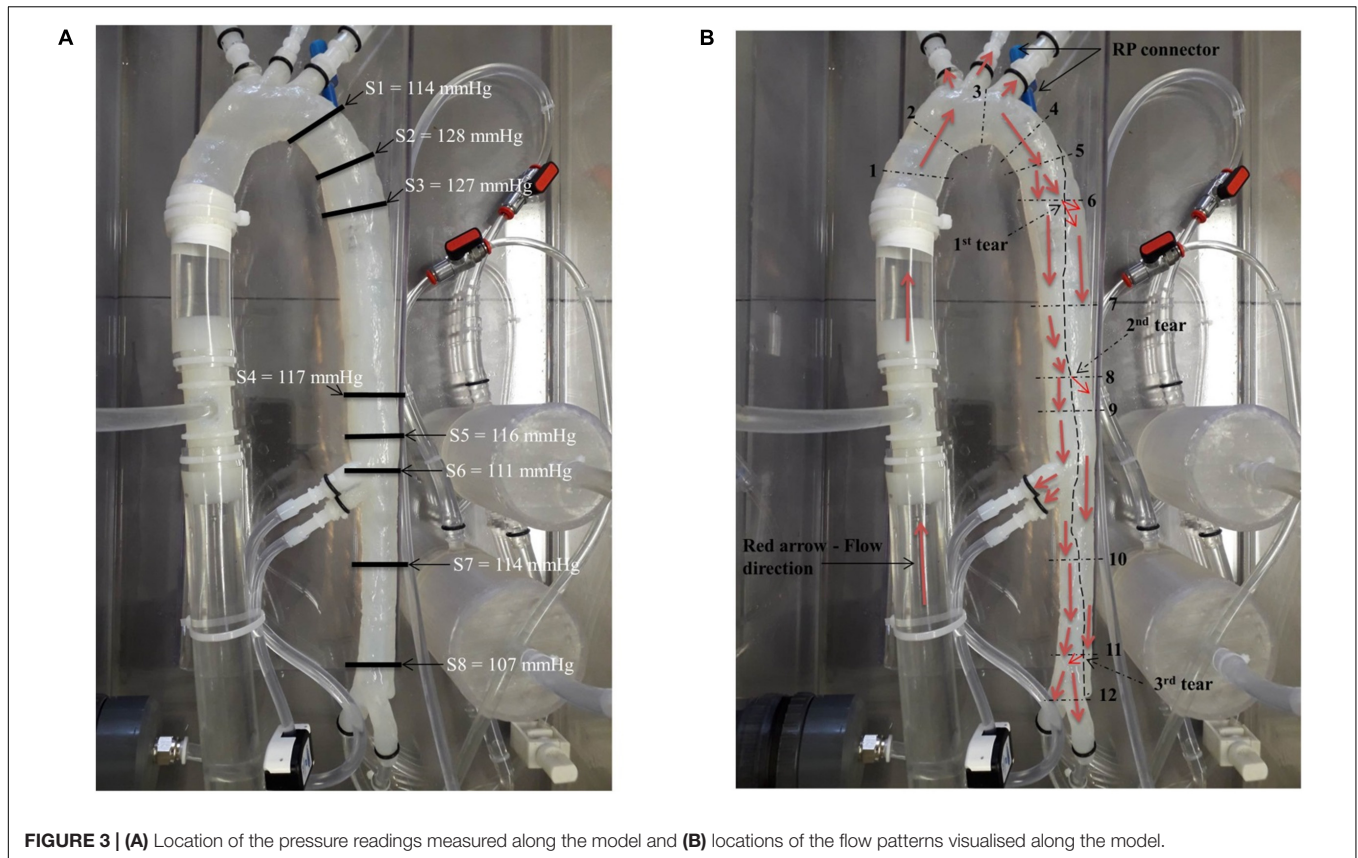 A
S1 = 114 mmHg
S2 = 128 mmHg
S3 = 127 mmHg
S4 = 117 mmHg
S5 = 116 mmHg
S6 = 111 mmHg
S7 = 114 mmHg
S8 = 107 mmHg
B
RP connector
3
2
4
5
1
6
1st tear
7
2nd tear
8
9
Red arrow - Flow
direction
10
11
3rd tear
12
FIGURE 3 | (A) Location of the pressure readings measured along the model and (B) locations of the flow patterns visualised along the model.